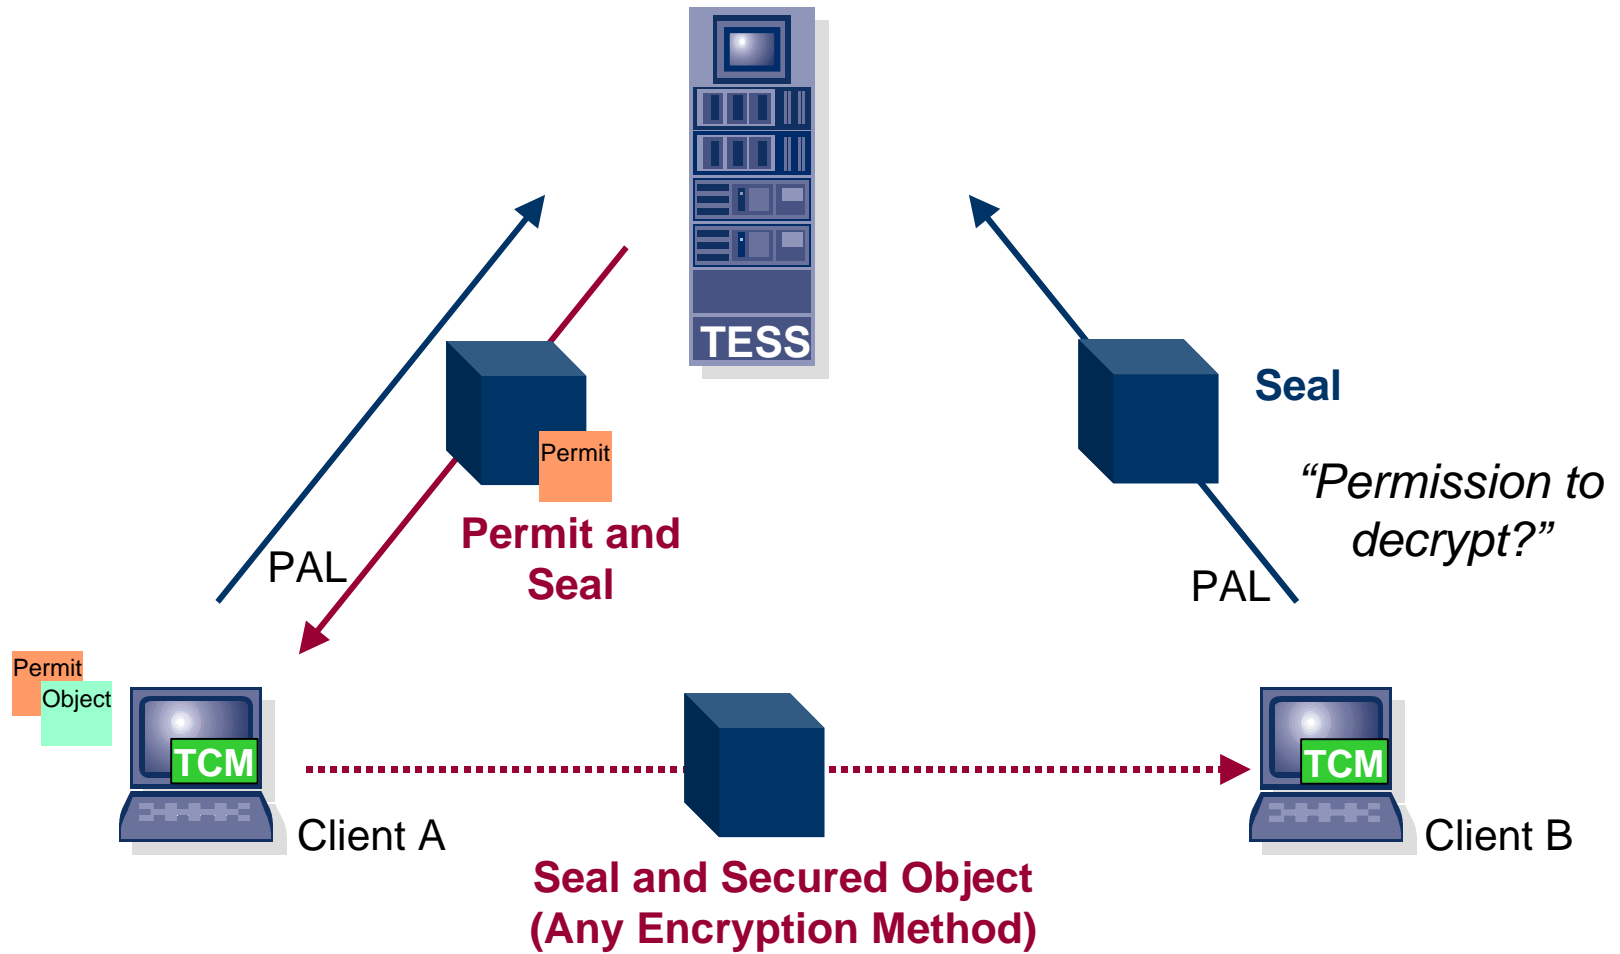 TESS
Permit
Permit and
Seal
PAL
Seal
“Permission to
decrypt?”
PAL
Permit
Object
TCM
Client A
TCM
Client B
Seal and Secured Object
(Any Encryption Method)